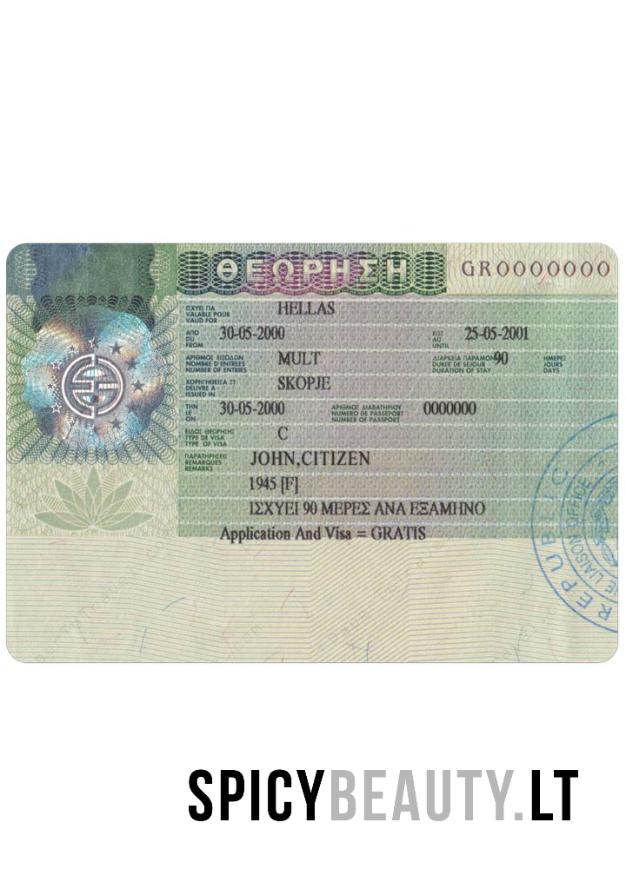 ΘΕΩΡΗΣΗ GR0000000
ΙΣΧΥΕΙ ΓΙΑ
VALABLE POUR
VALID FOR
HELLAS
ΑΠΟ
DU
FROM
30-05-2000
ΕΩΣ
AU
UNTIL
25-05-2001
ΑΡΙΘΜΟΣ ΕΙΣΟΔΩΝ
NOMBRE D'ENTREES
NUMBER OF ENTRIES
MULT
ΔΙΑΡΚΕΙΑ ΠΑΡΑΜΟΝ
DUREE DE SEJOUR
DURATION OF STAY
90
ΗΜΕΡΕΣ
JOURS
DAYS
DELIVRE A
ISSUED IN
SKOPJE
ΤΗΝ
LE
ON
30-05-2000
ΑΡΙΘΜΟΣ ΔΙΑΒΑΤΗΡΙΟΥ
NUMERO DE PASSEPORT
NUMBER OF PASSPORT
0000000
ΕΙΔΟΣ ΘΕΩΡΗΣΗΣ
TYPE DE VISA
TYPE OF VISA
C
ΠΑΡΑΤΗΡΗΣΕΙΣ
REMARQUES
REMARKS
JOHN,CITIZEN
1945 [F]
ΙΣΧΥΕΙ 90 ΜΕΡΕΣ ΑΝΑ ΕΞΑΜΗΝΟ
Application And Visa = GRATIS
REPUBLIC
LIAISON OFFICE
SPICYBEAUTY.LT